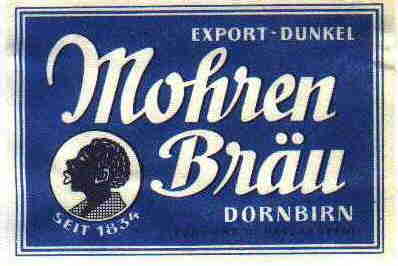 EXPORT-DUNKEL
Mohren
Bräu
SEIT 1834
DORNBIRN